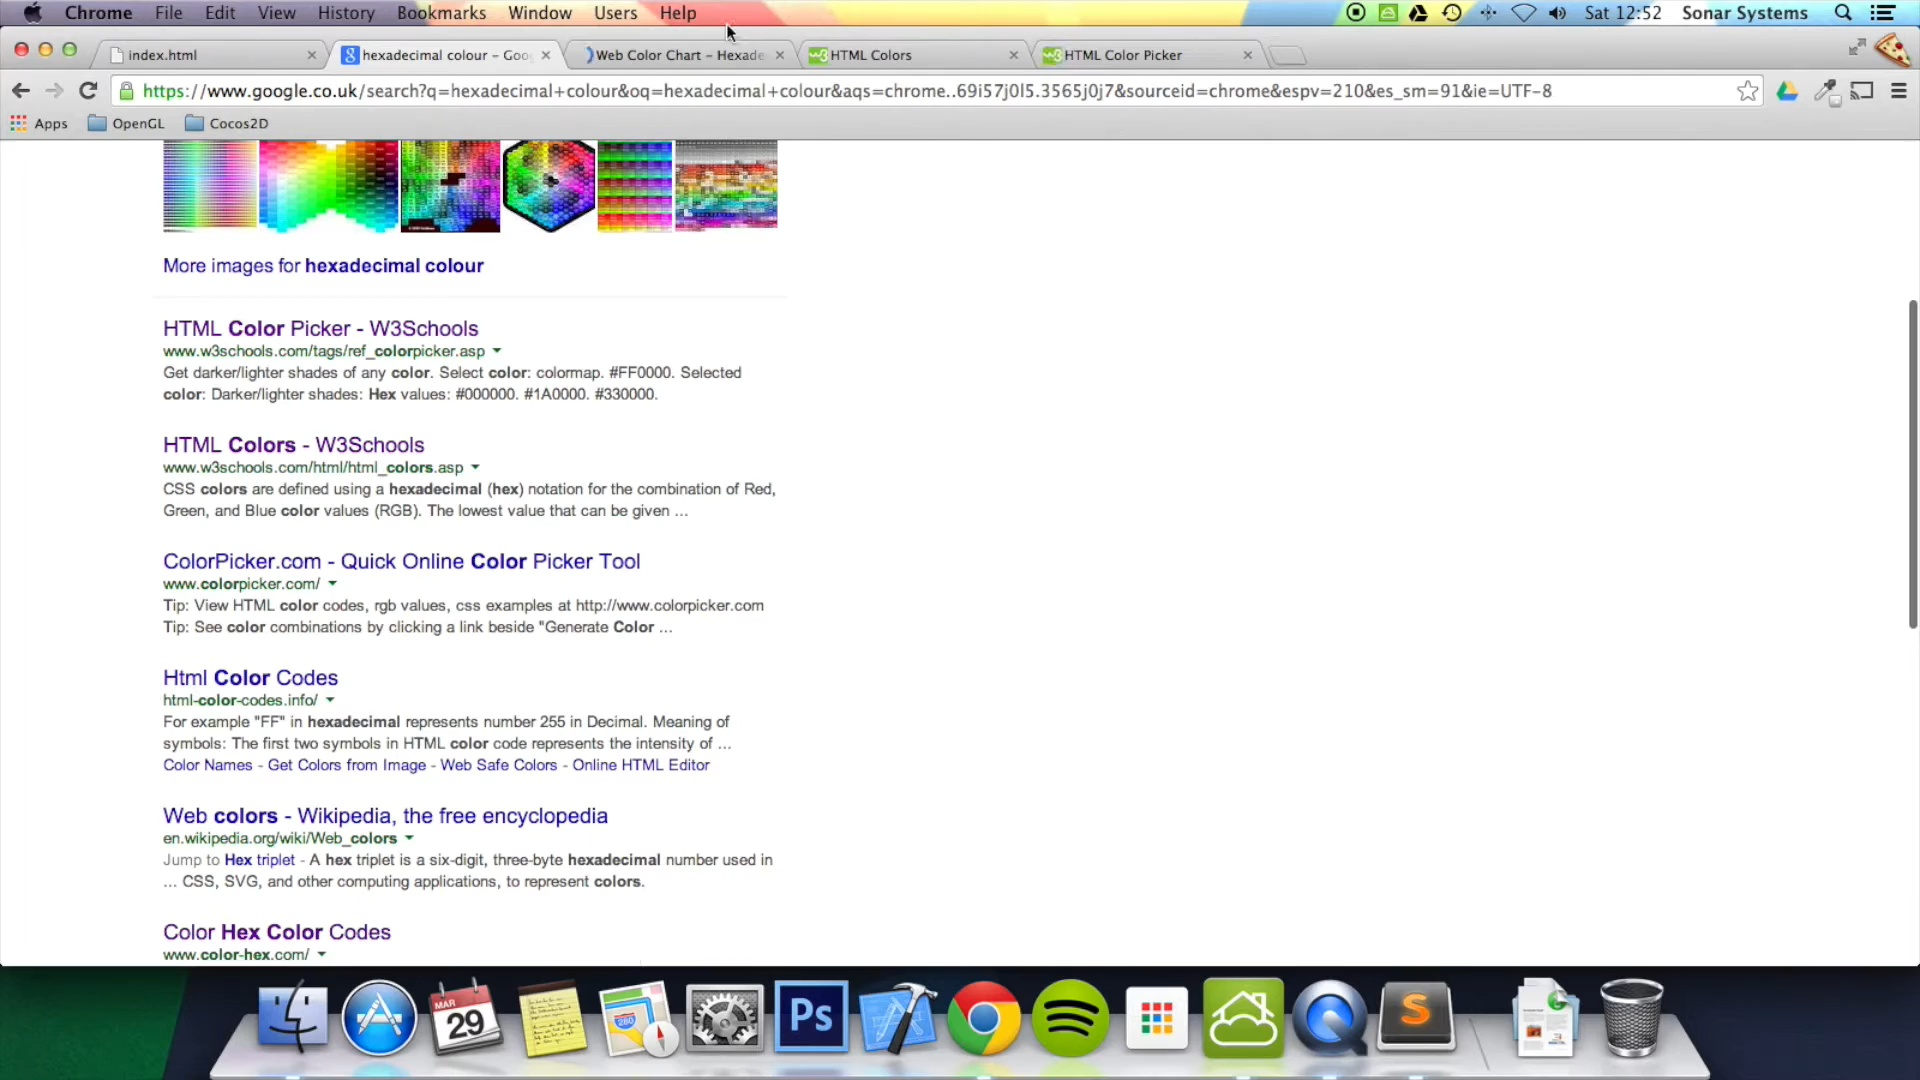 Chrome File Edit View History Bookmarks Window Users Help Sat 12:52 Sonar Systems
index.html hexadecimal colour – Goo Web Color Chart – Hexade HTML Colors HTML Color Picker
https://www.google.co.uk/search?q=hexadecimal+colour&oq=hexadecimal+colour&aqs=chrome..69i57j0l5.3565j0j7&sourceid=chrome&espv=210&es_sm=91&ie=UTF-8
Apps OpenGL Cocos2D
More images for hexadecimal colour
HTML Color Picker - W3Schools
www.w3schools.com/tags/ref_colorpicker.asp
Get darker/lighter shades of any color. Select color: colormap. #FF0000. Selected
color: Darker/lighter shades: Hex values: #000000. #1A0000. #330000.
HTML Colors - W3Schools
www.w3schools.com/html/html_colors.asp
CSS colors are defined using a hexadecimal (hex) notation for the combination of Red,
Green, and Blue color values (RGB). The lowest value that can be given ...
ColorPicker.com - Quick Online Color Picker Tool
www.colorpicker.com/
Tip: View HTML color codes, rgb values, css examples at http://www.colorpicker.com
Tip: See color combinations by clicking a link beside "Generate Color ...
Html Color Codes
html-color-codes.info/
For example "FF" in hexadecimal represents number 255 in Decimal. Meaning of
symbols: The first two symbols in HTML color code represents the intensity of ...
Color Names - Get Colors from Image - Web Safe Colors - Online HTML Editor
Web colors - Wikipedia, the free encyclopedia
en.wikipedia.org/wiki/Web_colors
Jump to Hex triplet - A hex triplet is a six-digit, three-byte hexadecimal number used in
... CSS, SVG, and other computing applications, to represent colors.
Color Hex Color Codes
www.color-hex.com/
MAR
29
280
Ps
S